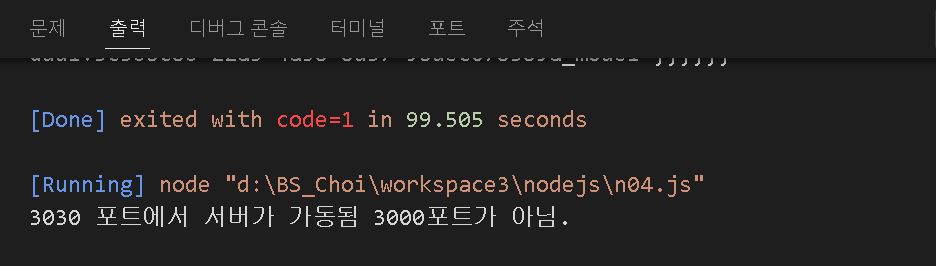 문제 출력 디버그 콘솔 터미널 포트 주석
[Done] exited with code=1 in 99.505 seconds
[Running] node "d:\BS_Choi\workspace3\nodejs\n04.js"
3030 포트에서 서버가 가동됨 3000포트가 아님.